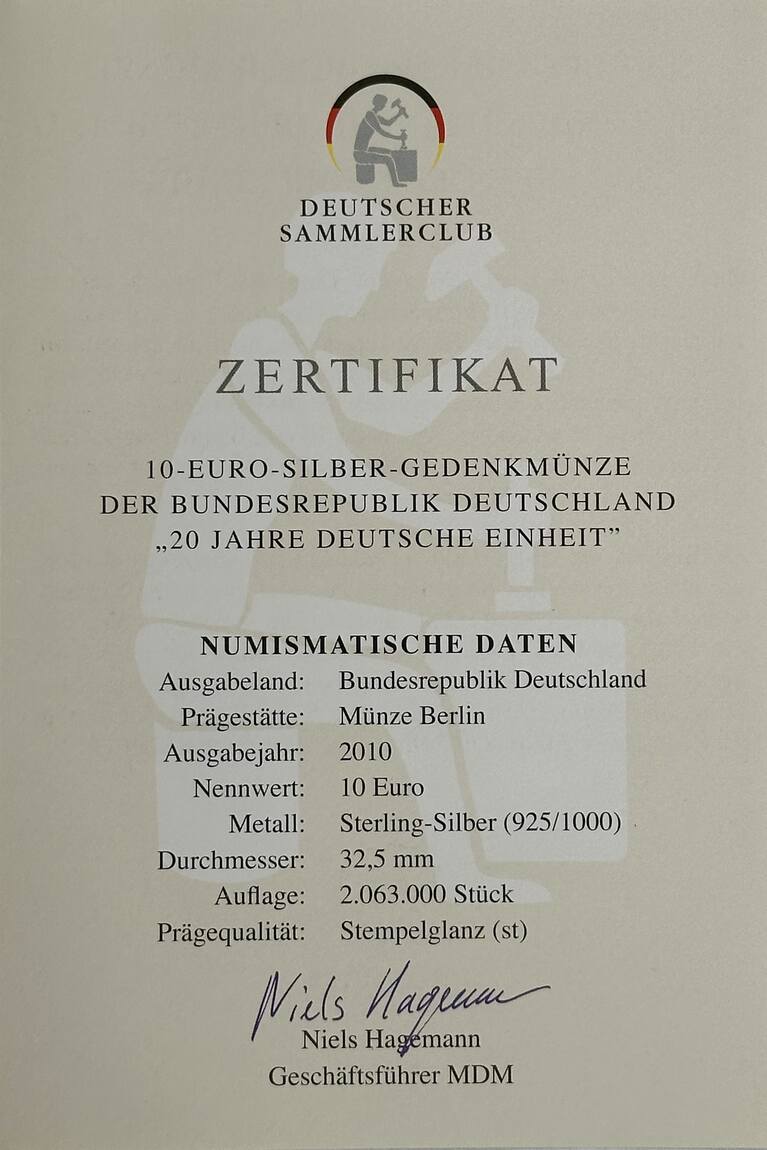 DEUTSCHER
SAMMLERCLUB
ZERTIFIKAT
10-EURO-SILBER-GEDENKMÜNZE
DER BUNDESREPUBLIK DEUTSCHLAND
„20 JAHRE DEUTSCHE EINHEIT”
NUMISMATISCHE DATEN
Ausgabeland: Bundesrepublik Deutschland
Prägestätte: Münze Berlin
Ausgabejahr: 2010
Nennwert: 10 Euro
Metall: Sterling-Silber (925/1000)
Durchmesser: 32,5 mm
Auflage: 2.063.000 Stück
Prägequalität: Stempelglanz (st)
Niels Hagemann
Niels Hagemann
Geschäftsführer MDM